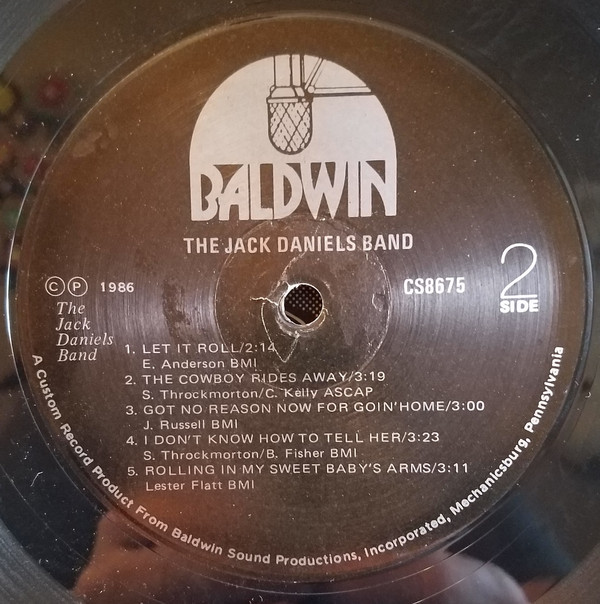 BALDWIN
THE JACK DANIELS BAND
© ℗ 1986
The
Jack
Daniels
Band
CS8675
2
SIDE
1. LET IT ROLL/2:14
E. Anderson BMI
2. THE COWBOY RIDES AWAY/3:19
S. Throckmorton/C. Kelly ASCAP
3. GOT NO REASON NOW FOR GOIN'HOME/3:00
J. Russell BMI
4. I DON'T KNOW HOW TO TELL HER/3:23
S. Throckmorton/B. Fisher BMI
5. ROLLING IN MY SWEET BABY'S ARMS/3:11
Lester Flatt BMI
A Custom Record Product From Baldwin Sound Productions, Incorporated, Mechanicsburg, Pennsylvania